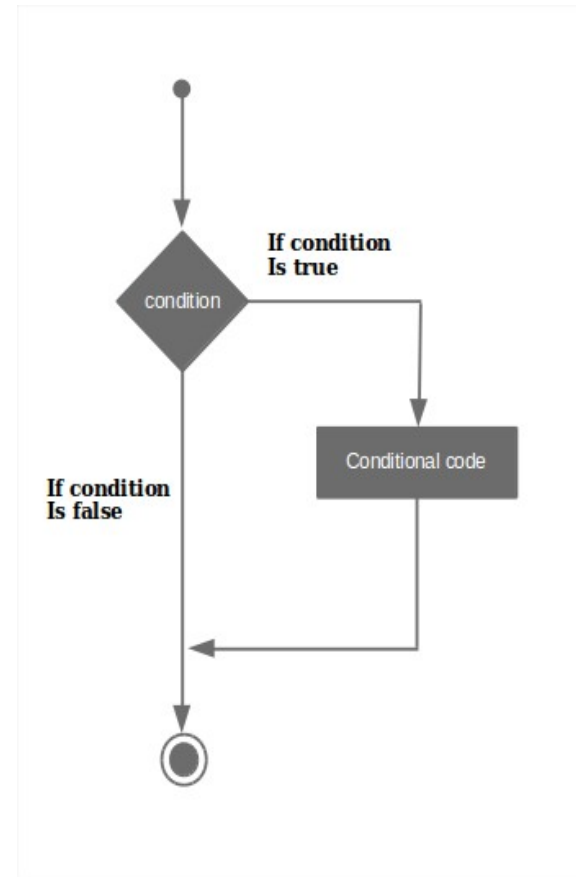 If condition
Is true
condition
Conditional code
If condition
Is false